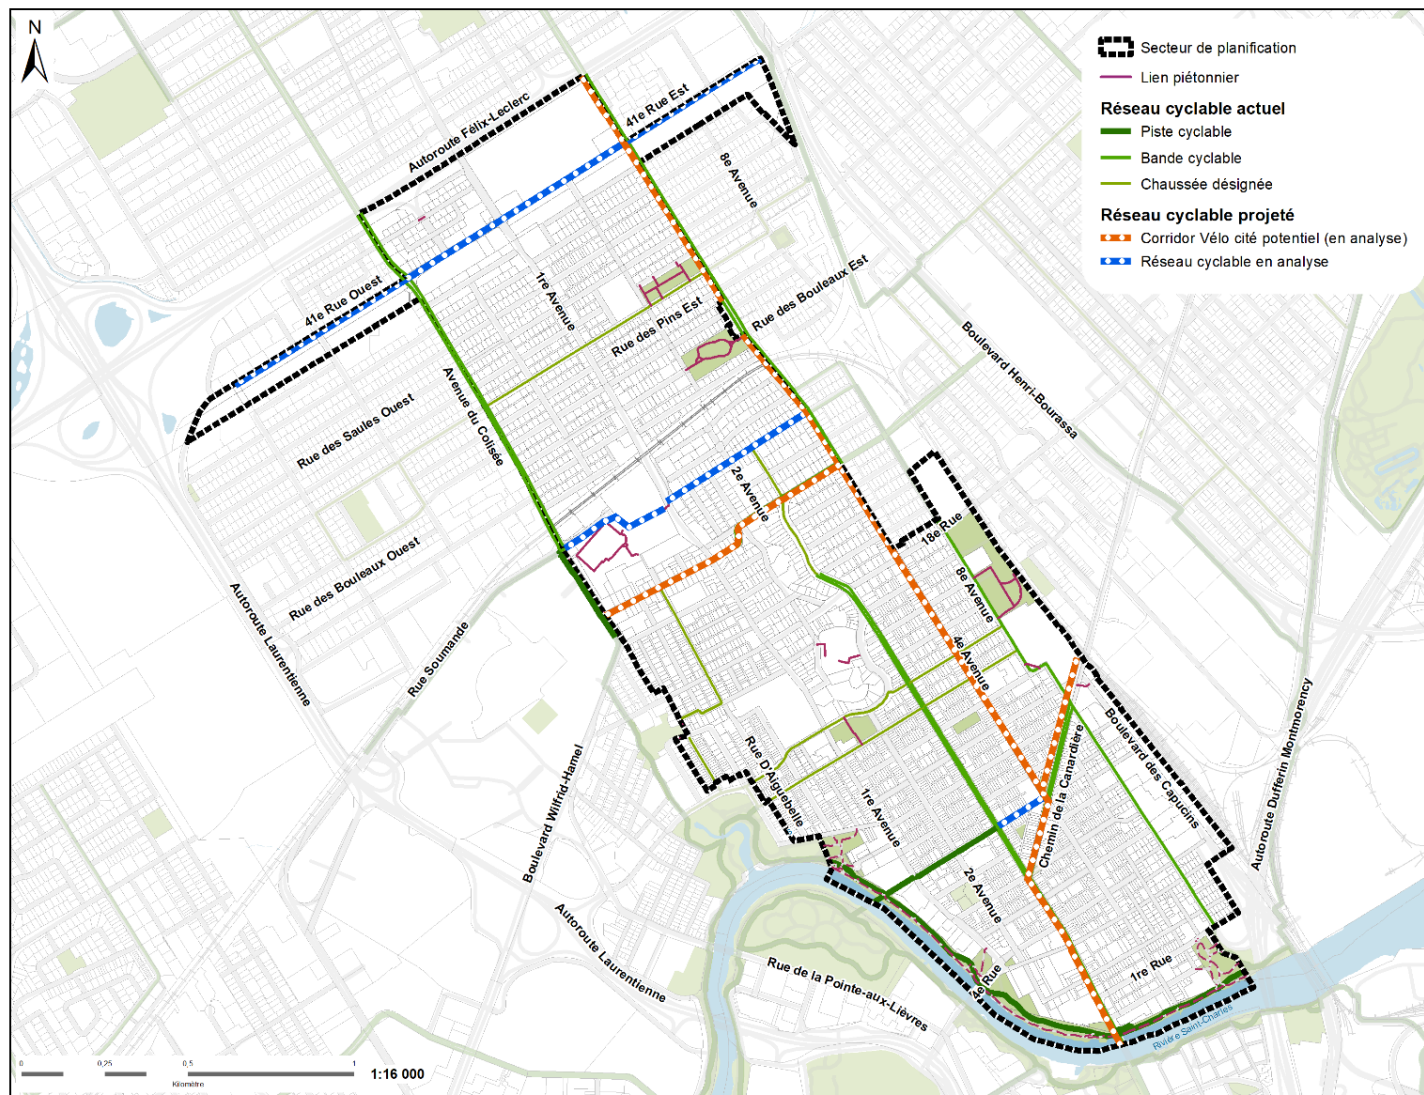 N
Secteur de planification
Lien piétonnier
Réseau cyclable actuel
Piste cyclable
Bande cyclable
Chaussée désignée
Réseau cyclable projeté
Corridor Vélo cité potentiel (en analyse)
Réseau cyclable en analyse
Autoroute Félix-Leclerc
41e Rue Est
8e Avenue
41e Rue Ouest
1re Avenue
Rue des Pins Est
Rue des Bouleaux Est
Boulevard Henri-Bourassa
Avenue du Colisée
Rue des Saules Ouest
2e Avenue
18e Rue
Rue des Bouleaux Ouest
8e Avenue
Autoroute Laurentienne
Rue Soumande
4e Avenue
Boulevard des Capucins
Autoroute Dufferin Montmorency
Chemin de la Canardière
Rue D'Aiguebelle
1re Avenue
Boulevard Wilfrid-Hamel
2e Avenue
Autoroute Laurentienne
Rue de la Pointe-aux-Lièvres
4e Rue
1re Rue
Rivière Saint-Charles
0 0,25 0,5 1
Kilomètre
1:16 000